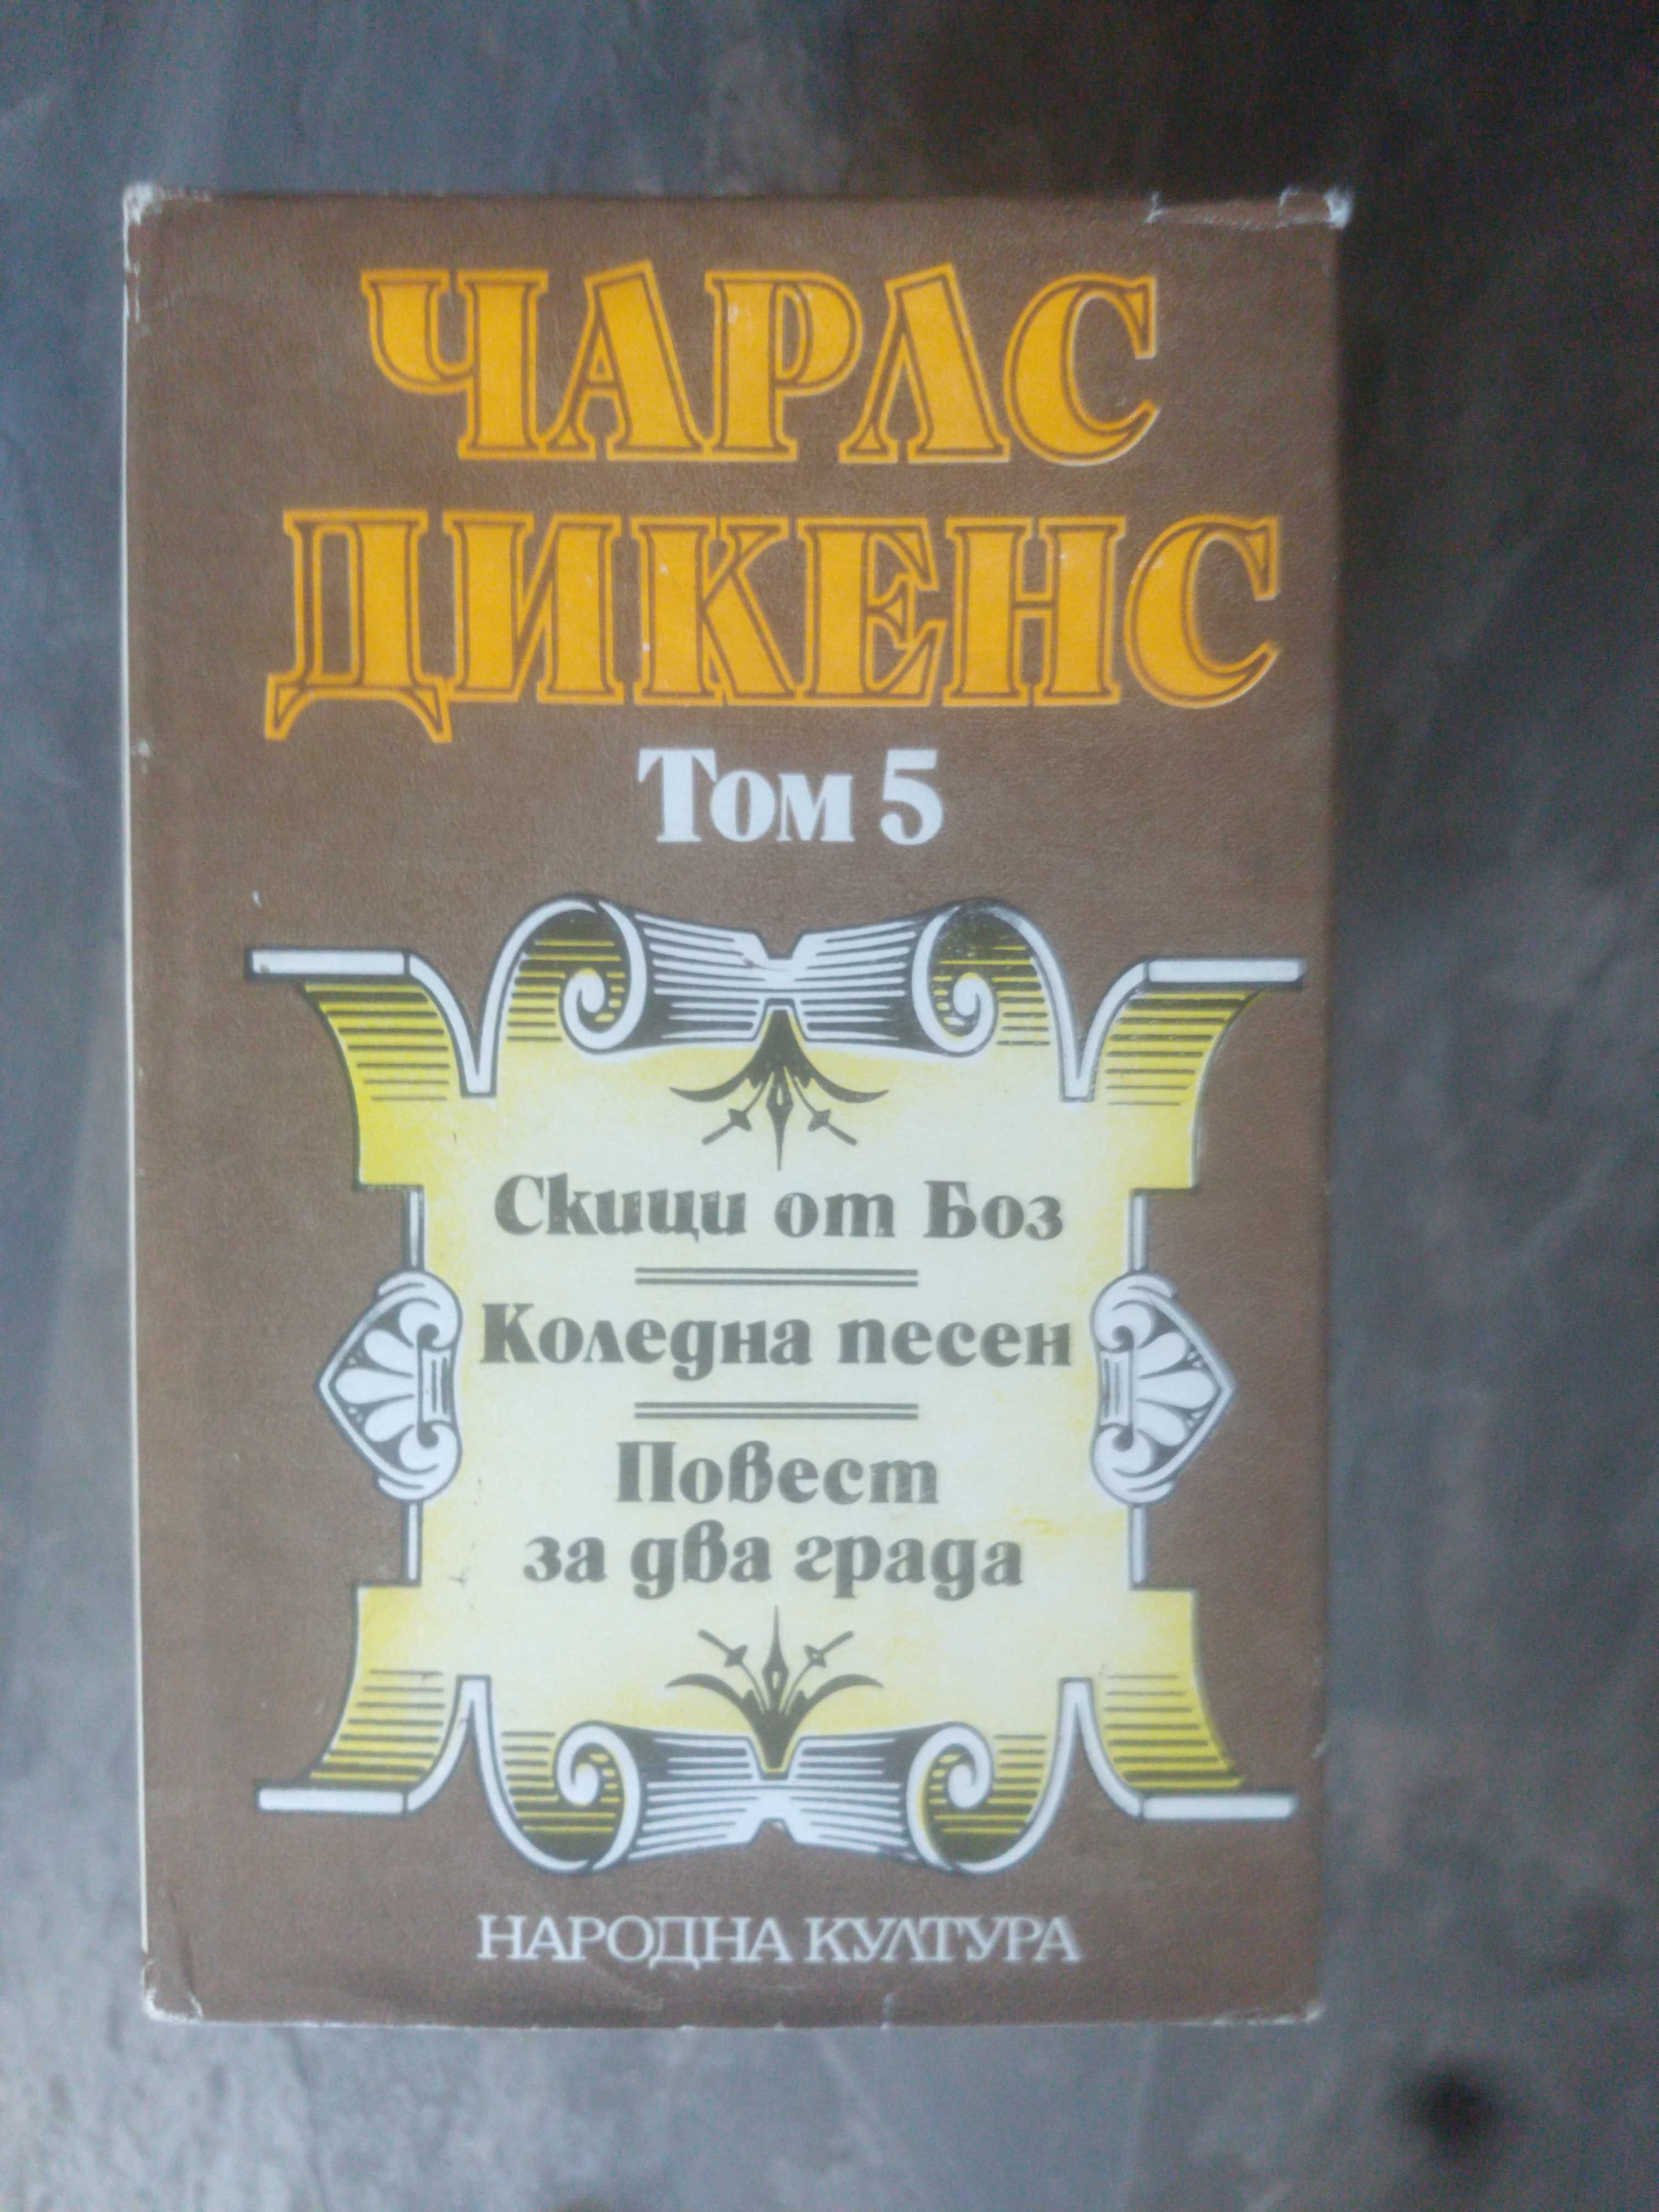 ЧАРЛС
ДИКЕНС
Том 5
Скици от Боз
Коледна песен
Повест
за два града
НАРОДНА КУЛТУРА